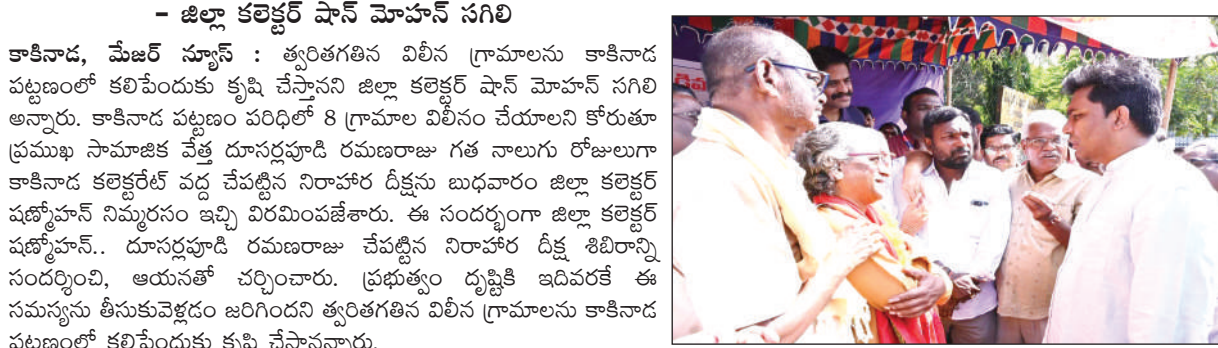 - జిల్లా కలెక్టర్ షాన్ మోహన్ సగిలి
కాకినాడ, మేజర్ న్యూస్ : త్వరితగతిన విలీన గ్రామాలను కాకినాడ
పట్టణంలో కలిపేందుకు కృషి చేస్తానని జిల్లా కలెక్టర్ షాన్ మోహన్ సగిలి
అన్నారు. కాకినాడ పట్టణం పరిధిలో 8 గ్రామాల విలీనం చేయాలని కోరుతూ
ప్రముఖ సామాజిక వేత్త దూసర్లపూడి రమణరాజు గత నాలుగు రోజులుగా
కాకినాడ కలెక్టరేట్ వద్ద చేపట్టిన నిరాహార దీక్షను బుధవారం జిల్లా కలెక్టర్
షణ్మోహన్ నిమ్మరసం ఇచ్చి విరమింపజేశారు. ఈ సందర్భంగా జిల్లా కలెక్టర్
షణ్మోహన్.. దూసర్లపూడి రమణరాజు చేపట్టిన నిరాహార దీక్ష శిబిరాన్ని
సందర్శించి, ఆయనతో చర్చించారు. ప్రభుత్వం దృష్టికి ఇదివరకే ఈ
సమస్యను తీసుకువెళ్లడం జరిగిందని త్వరితగతిన విలీన గ్రామాలను కాకినాడ
పట్టణంలో కలిపేందుకు కృషి చేస్తానన్నారు.